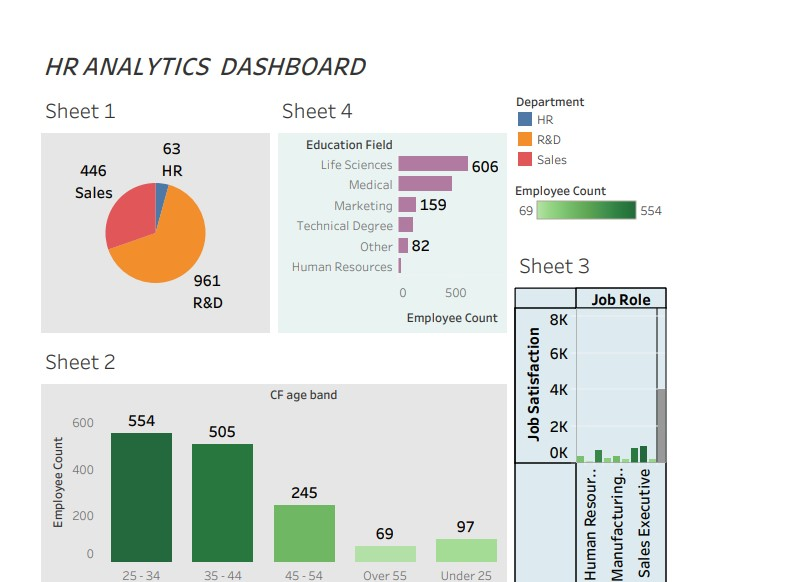 HR ANALYTICS DASHBOARD
Sheet 1
63
HR
446
Sales
961
R&D
Sheet 4
Education Field
Life Sciences 606
Medical
Marketing 159
Technical Degree
Other 82
Human Resources
0 500
Employee Count
Department
HR
R&D
Sales
Employee Count
69 554
Sheet 3
Job Role
Job Satisfaction
8K
6K
4K
2K
0K
Human Resour..
Manufacturing..
Sales Executive
Sheet 2
CF age band
Employee Count
600
400
200
0
554
505
245
69
97
25 - 34 35 - 44 45 - 54 Over 55 Under 25